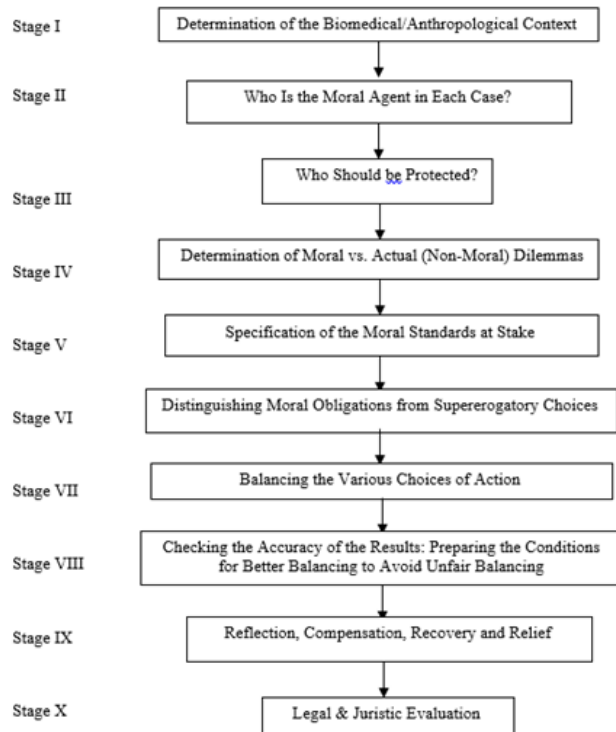 Stage I
Determination of the Biomedical/Anthropological Context
Stage II
Who Is the Moral Agent in Each Case?
Stage III
Who Should be Protected?
Stage IV
Determination of Moral vs. Actual (Non-Moral) Dilemmas
Stage V
Specification of the Moral Standards at Stake
Stage VI
Distinguishing Moral Obligations from Supererogatory Choices
Stage VII
Balancing the Various Choices of Action
Stage VIII
Checking the Accuracy of the Results: Preparing the Conditions
for Better Balancing to Avoid Unfair Balancing
Stage IX
Reflection, Compensation, Recovery and Relief
Stage X
Legal & Juristic Evaluation